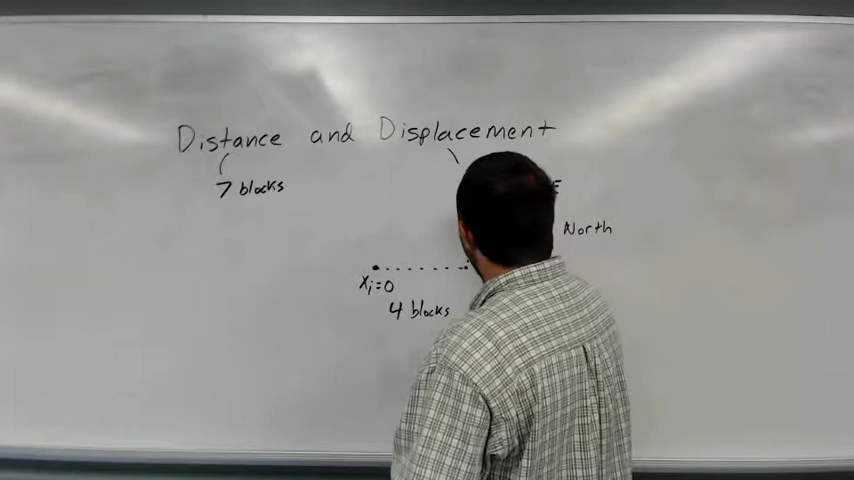 Distance and Displacement
7 blocks
E
North
xi=0
4 blocks